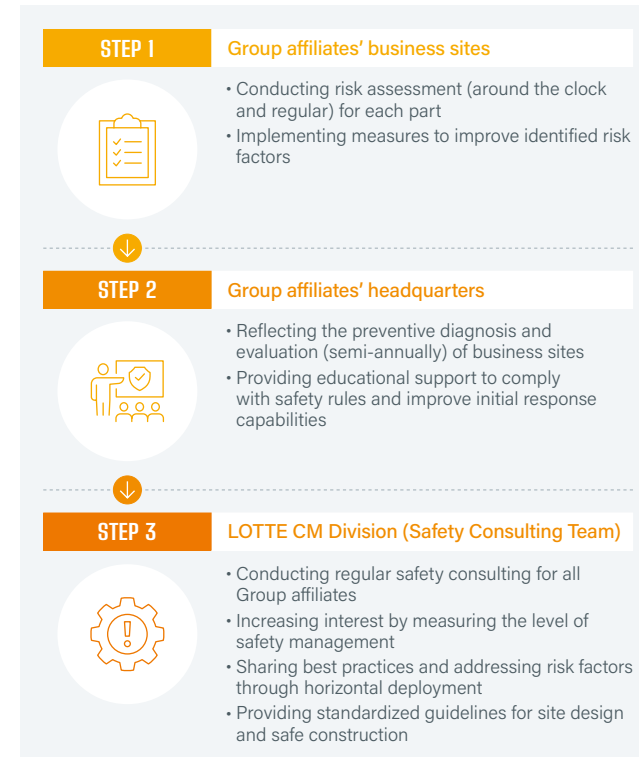 STEP 1
Group affiliates' business sites
• Conducting risk assessment (around the clock
and regular) for each part
• Implementing measures to improve identified risk
factors
STEP 2
Group affiliates' headquarters
• Reflecting the preventive diagnosis and
evaluation (semi-annually) of business sites
• Providing educational support to comply
with safety rules and improve initial response
capabilities
STEP 3
LOTTE CM Division (Safety Consulting Team)
• Conducting regular safety consulting for all
Group affiliates
• Increasing interest by measuring the level of
safety management
• Sharing best practices and addressing risk factors
through horizontal deployment
• Providing standardized guidelines for site design
and safe construction